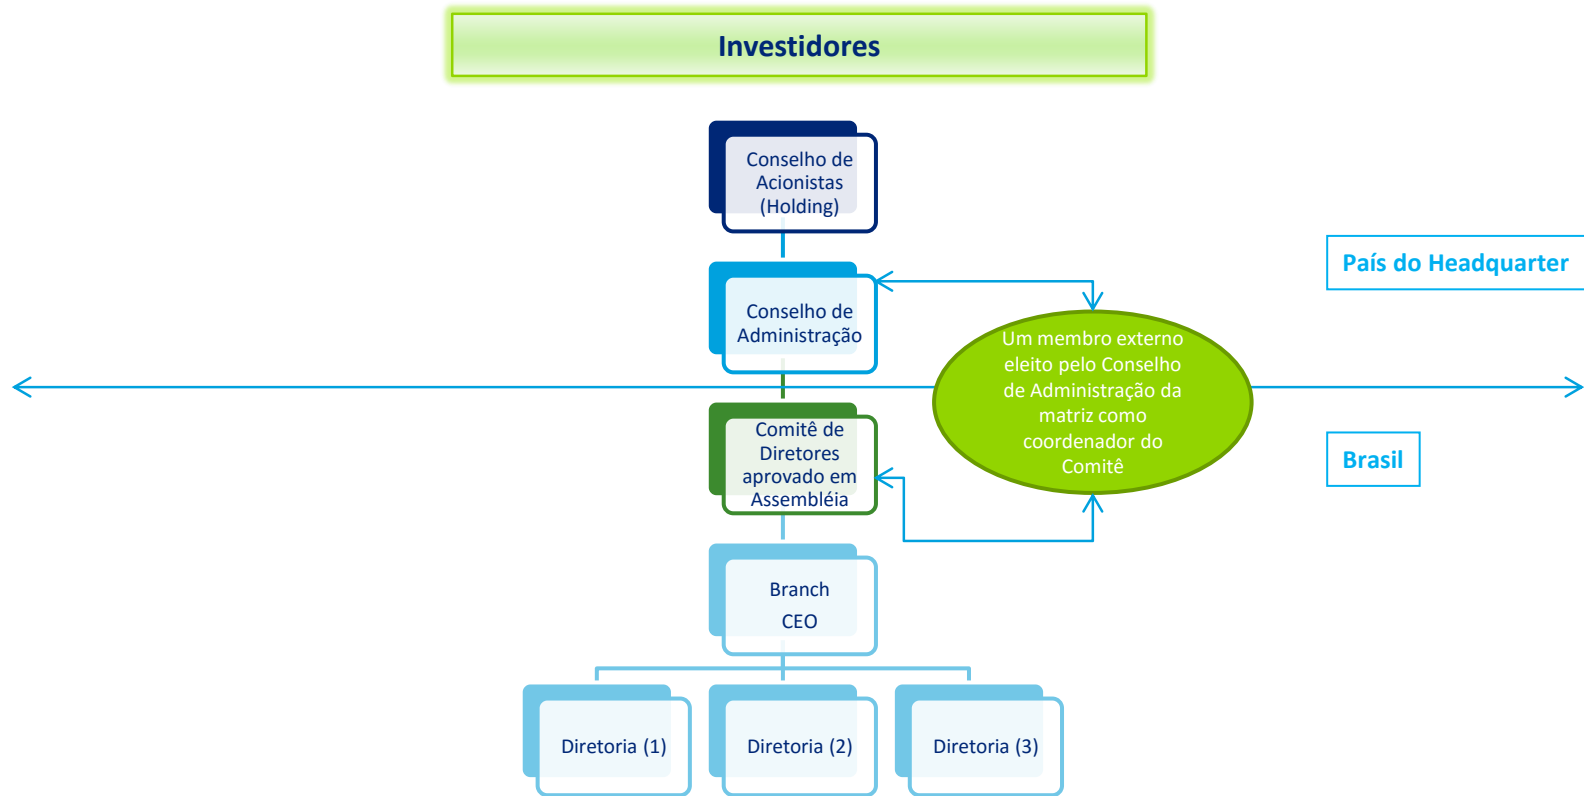 Investidores
Conselho de
Acionistas
(Holding)
País do Headquarter
Conselho de
Administração
Um membro externo
eleito pelo Conselho
de Administração da
matriz como
coordenador do
Comitê
Comitê de
Diretores
aprovado em
Assembléia
Brasil
Branch
CEO
Diretoria (1)
Diretoria (2)
Diretoria (3)